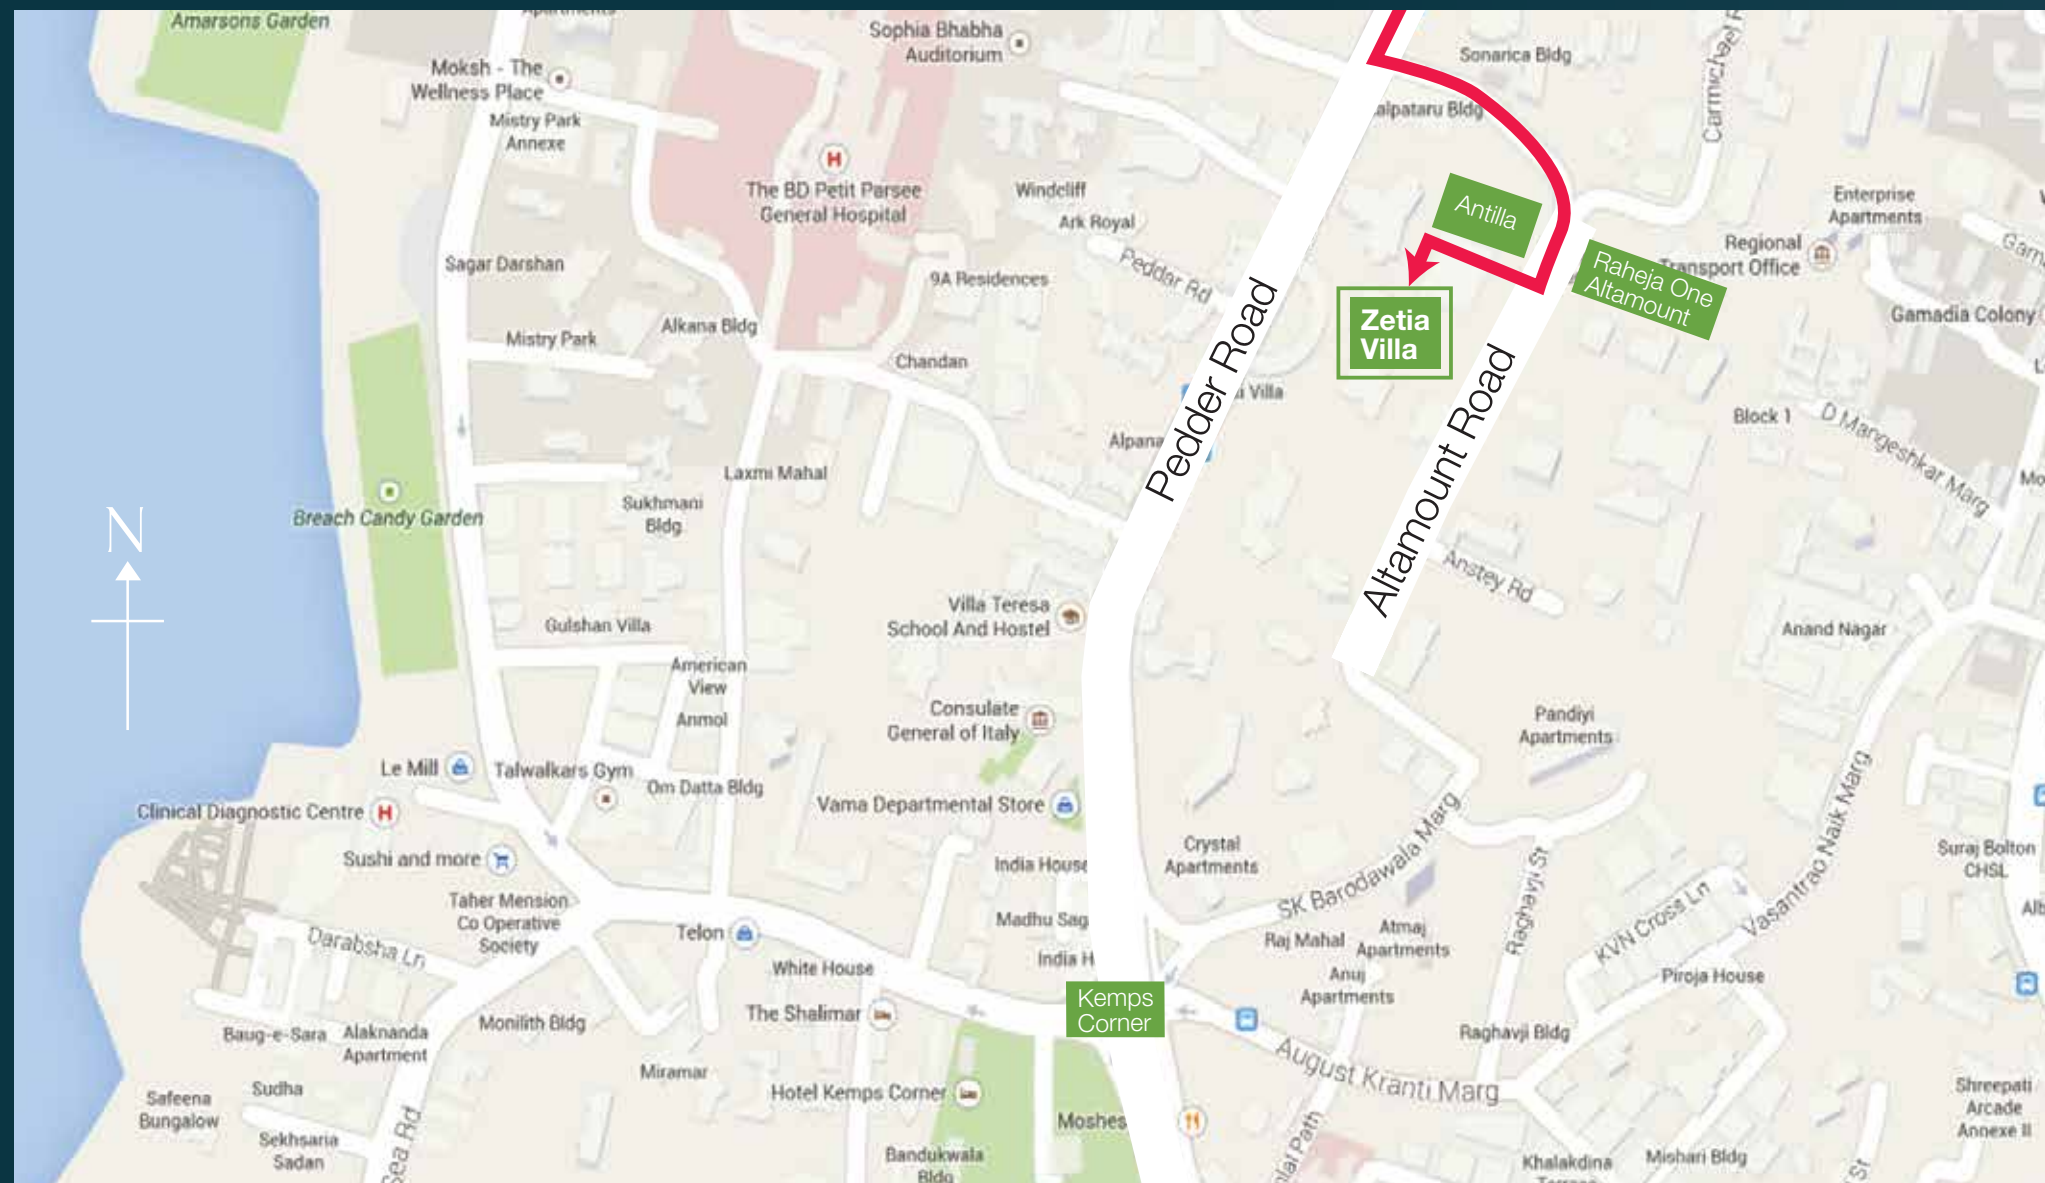 Amarsons Garden
Apartments
Sophia Bhabha
Auditorium
Moksh - The
Wellness Place
Mistry Park
Annexe
Sonarica Bldg
alpataru Bldg
Carmichael R
The BD Petit Parsee
General Hospital
Windcliff
Ark Royal
Peddar Rd
Antilla
Enterprise
Apartments
Regional
Transport Office
Raheja One
Altamount
Sagar Darshan
9A Residences
Gamadia Colony
Mistry Park
Alkana Bldg
Chandan
Zetia
Villa
Pedder Road
Altamount Road
Villa
Alpana
Block 1
D Mangeshkar Marg
Laxmi Mahal
Sukhmani
Bldg
Breach Candy Garden
N
Anstey Rd
Villa Teresa
School And Hostel
Gulshan Villa
Anand Nagar
American
View
Anmol
Consulate
General of Italy
Pandiyi
Apartments
Le Mill
Talwalkars Gym
Om Datta Bldg
Vama Departmental Store
Clinical Diagnostic Centre
Sushi and more
India House
Crystal
Apartments
SK Barodawala Marg
Raghavji St
Vasantrao Naik Marg
Suraj Bolton
CHSL
Taher Mension
Co Operative
Society
Darabsha Ln
Telon
Madhu Sag
India H
Raj Mahal
Atmaj
Apartments
Anuj
Apartments
KVN Cross Ln
Piroja House
White House
The Shalimar
Kemps
Corner
Monilith Bldg
Baug-e-Sara
Alaknanda
Apartment
Raghavji Bldg
August Kranti Marg
Miramar
Hotel Kemps Corner
Sudha
Safeena
Bungalow
Sekhsaria
Sadan
Sea Rd
Moshes
Bandukwala
Bldg
Path
Shreepati
Arcade
Annexe II
Khalakdina
Mishari Bldg
St